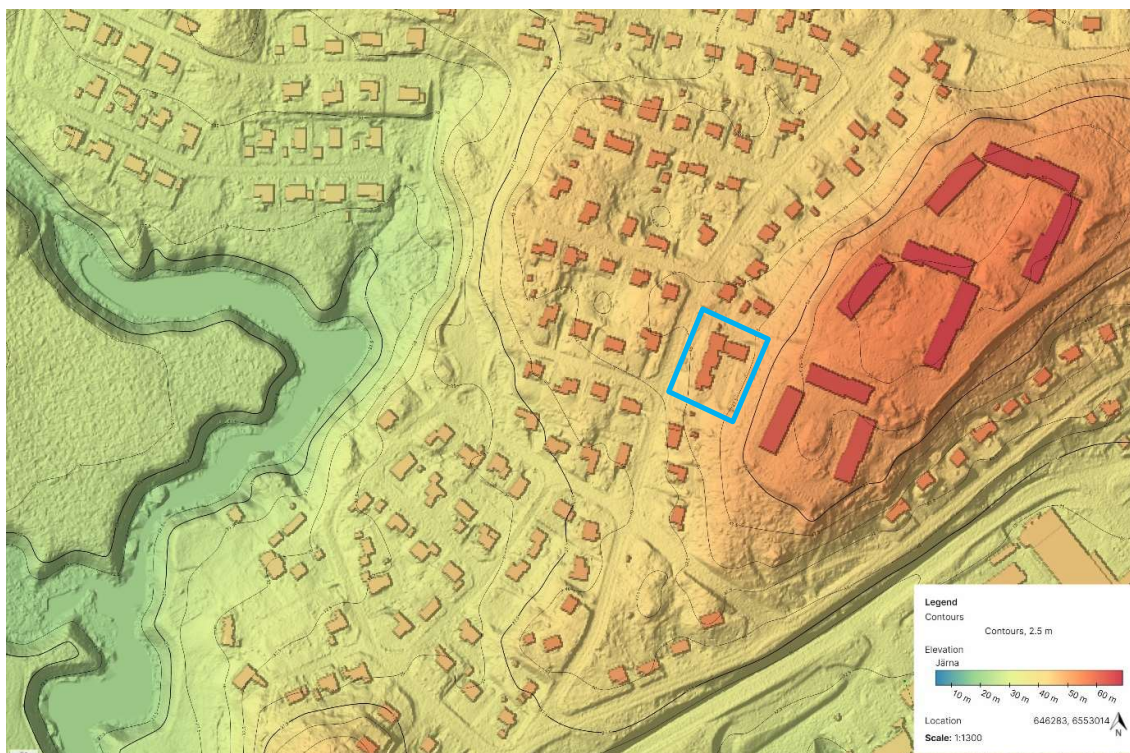 Legend
Contours
Contours, 2.5 m
Elevation
Järna
10 m 20 m 30 m 40 m 50 m 60 m
Location 646283, 6553014
Scale: 1:1300
N